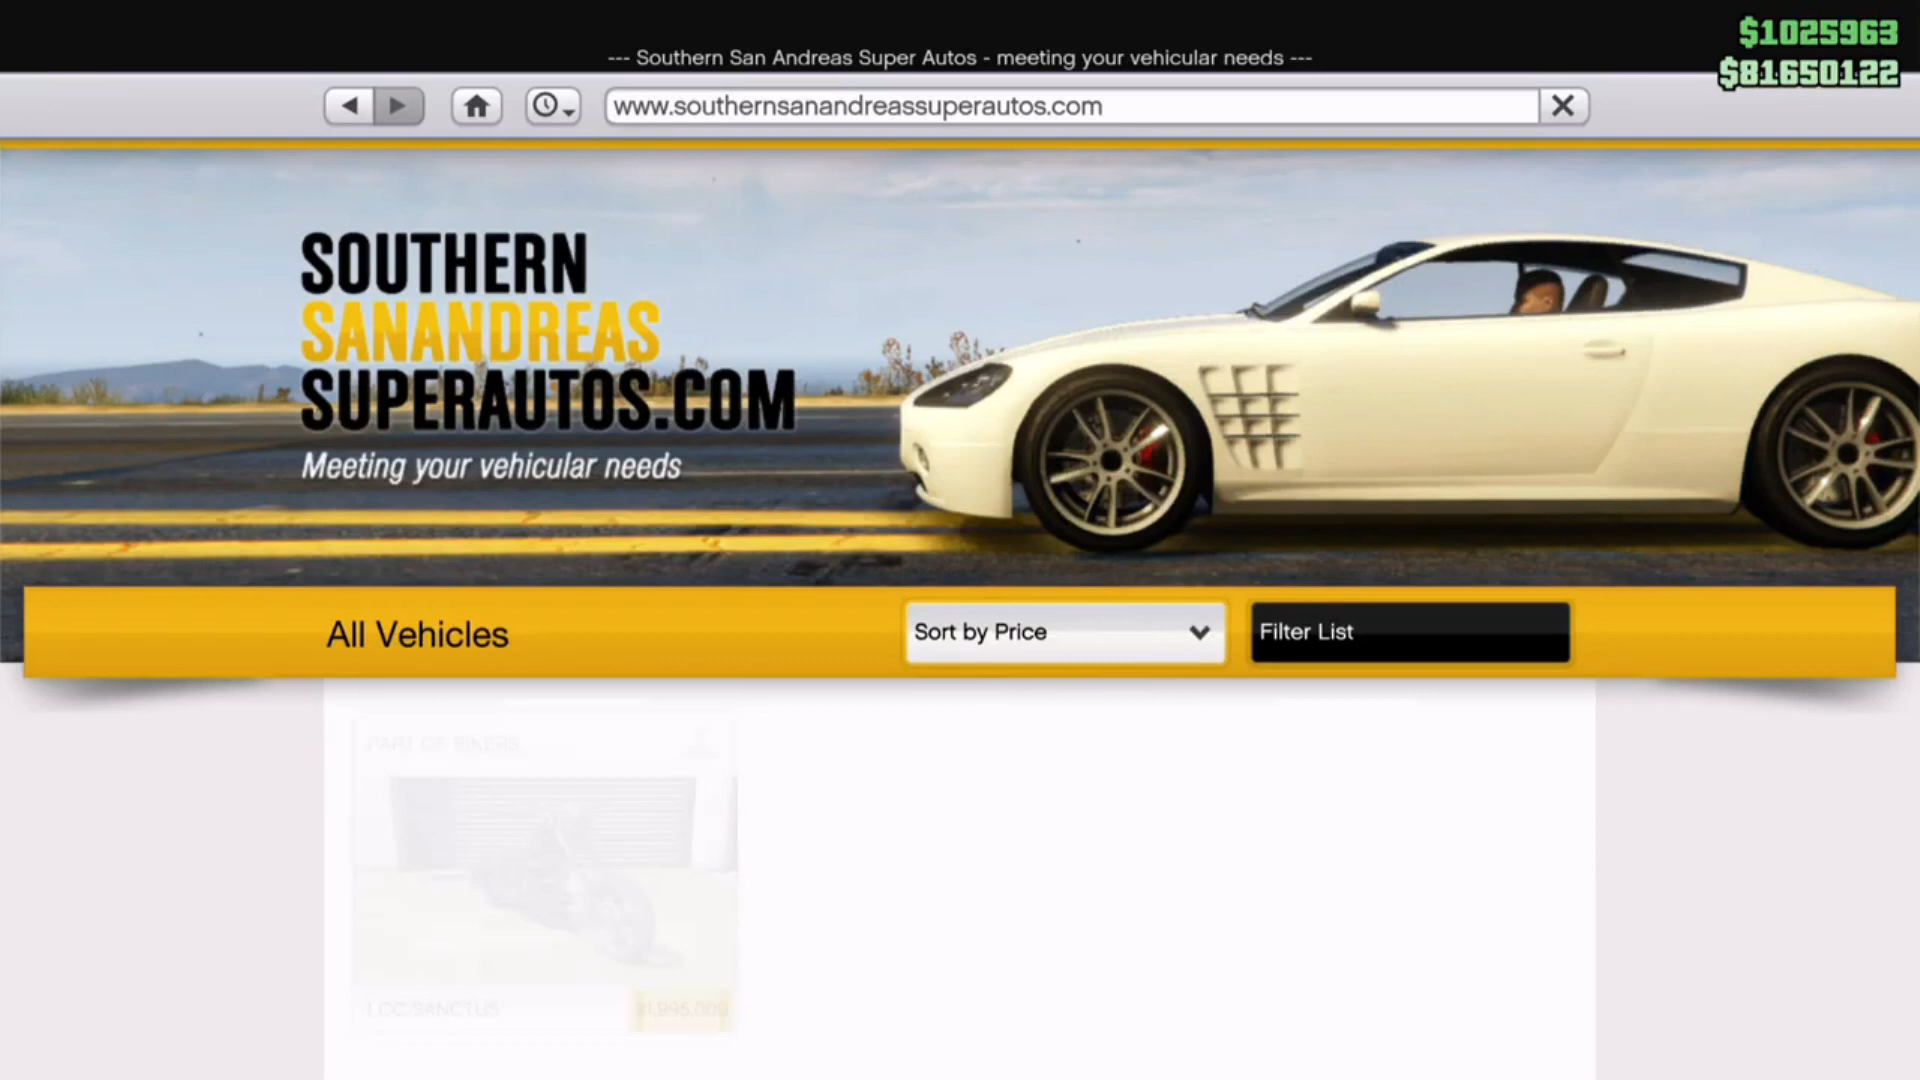 $1025963
--- Southern San Andreas Super Autos - meeting your vehicular needs ---
$81650122
www.southernsanandreassuperautos.com
SOUTHERN
SANANDREAS
SUPERAUTOS.COM
Meeting your vehicular needs
All Vehicles
Sort by Price
Filter List
PART OF BIKERS
LCC SANCTUS
$1,995,000